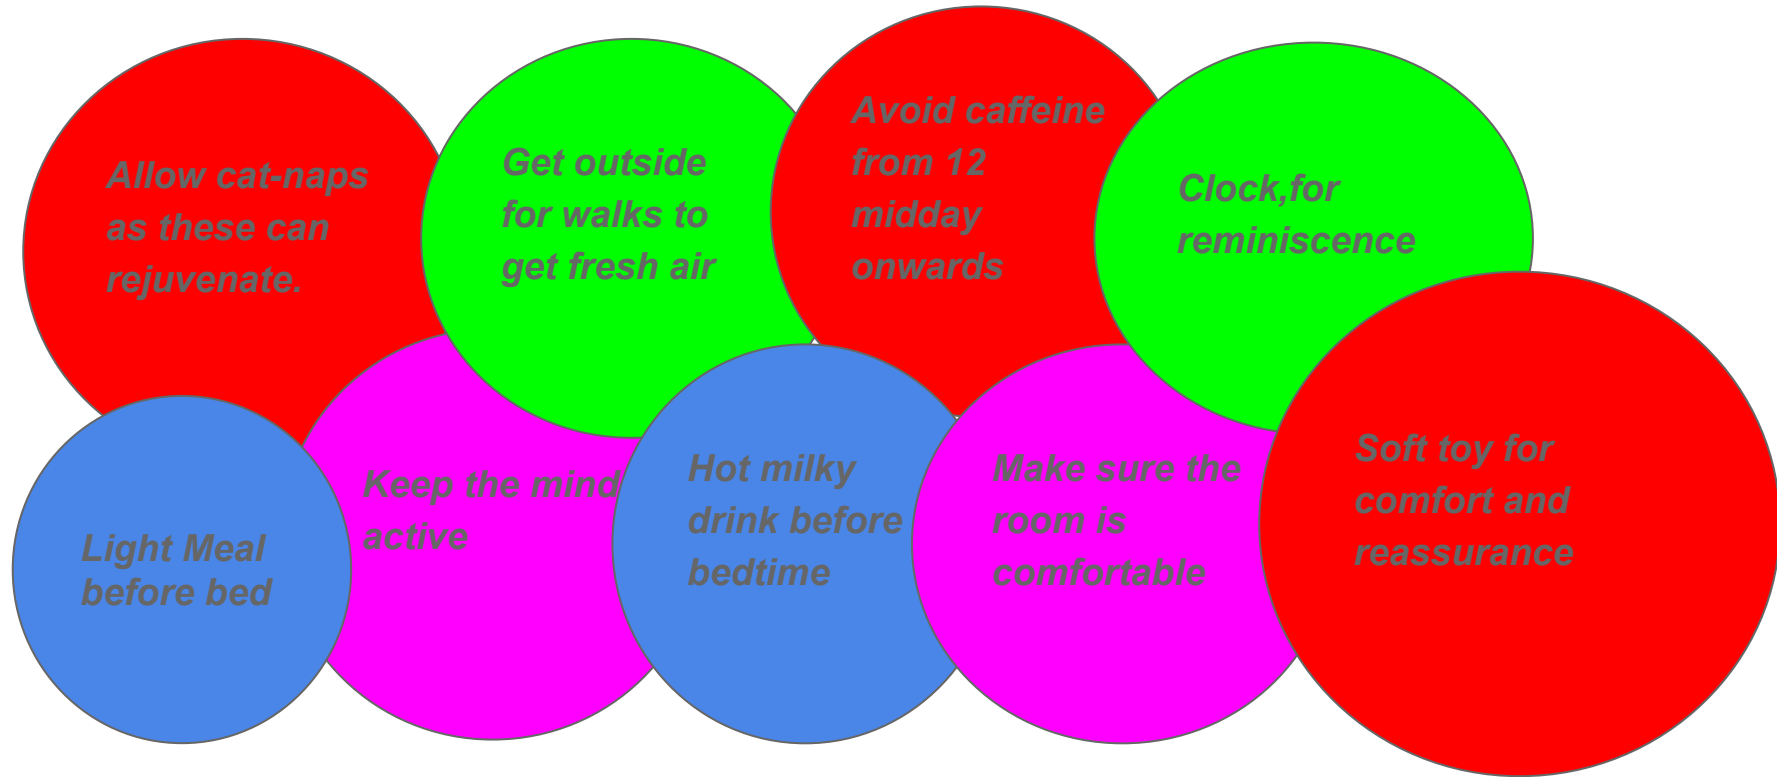 Allow cat-naps
as these can
rejuvenate.
Get outside
for walks to
get fresh air
Avoid caffeine
from 12
midday
onwards
Clock,for
reminiscence
Light Meal
before bed
Keep the mind
active
Hot milky
drink before
bedtime
Make sure the
room is
comfortable
Soft toy for
comfort and
reassurance